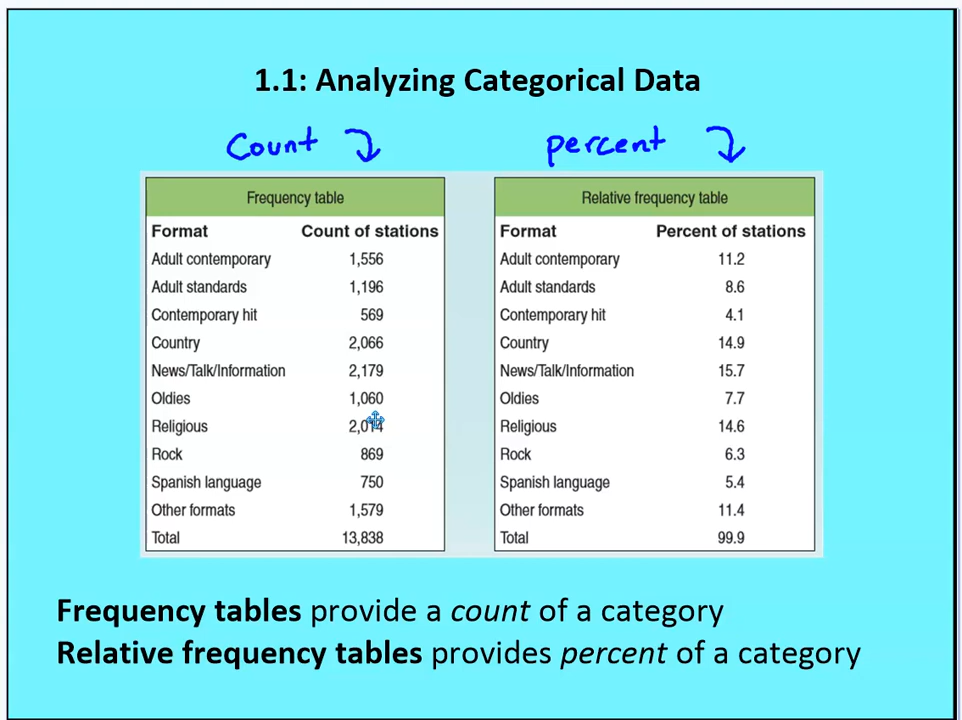 1.1: Analyzing Categorical Data
Count
percent
Frequency table
Format Count of stations
Adult contemporary 1,556
Adult standards 1,196
Contemporary hit 569
Country 2,066
News/Talk/Information 2,179
Oldies 1,060
Religious 2,014
Rock 869
Spanish language 750
Other formats 1,579
Total 13,838
Relative frequency table
Format Percent of stations
Adult contemporary 11.2
Adult standards 8.6
Contemporary hit 4.1
Country 14.9
News/Talk/Information 15.7
Oldies 7.7
Religious 14.6
Rock 6.3
Spanish language 5.4
Other formats 11.4
Total 99.9
Frequency tables provide a count of a category
Relative frequency tables provides percent of a category